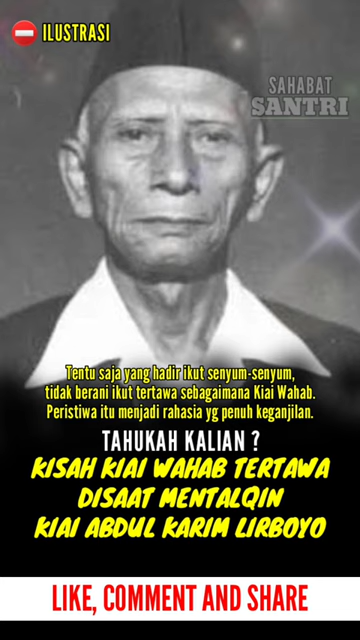 ILUSTRASI
SAHABAT
SANTRI
Tentu saja yang hadir ikut senyum-senyum,
tidak berani ikut tertawa sebagaimana Kiai Wahab.
Peristiwa itu menjadi rahasia yg penuh keganjilan.
TAHUKAH KALIAN ?
KISAH KIAI WAHAB TERTAWA
DISAAT MENTALQIN
KIAI ABDUL KARIM LIRBOYO
LIKE, COMMENT AND SHARE